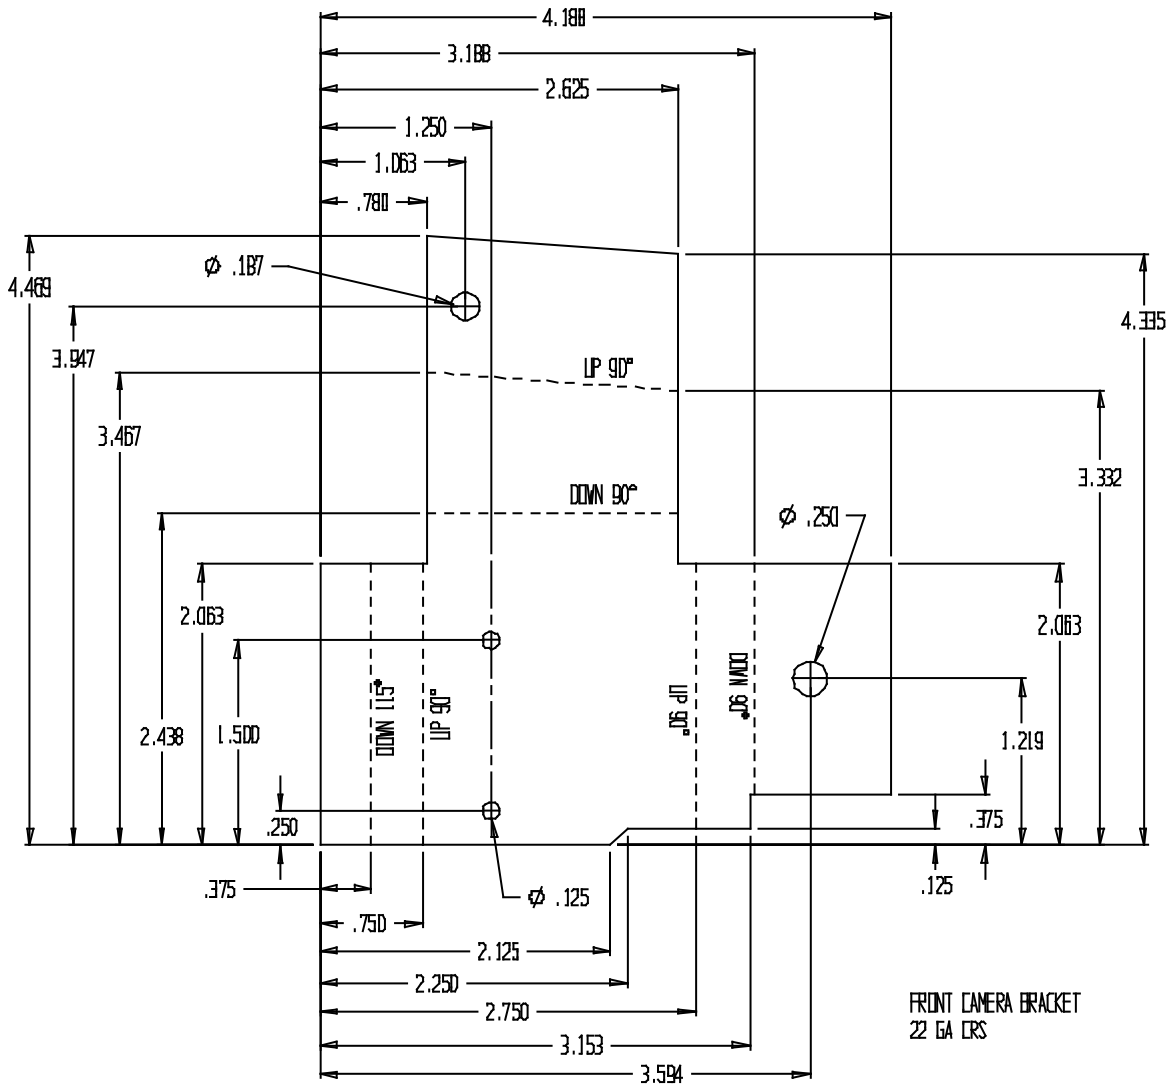 4.188
3.188
2.625
1.250
1.063
.780
Ø .187
4.469
4.335
3.947
UP 90°
3.467
3.332
DOWN 90°
Ø .250
2.063
2.063
DOWN 90°
UP 90°
DOWN 115°
UP 90°
2.438
1.500
1.219
.250
.375
.375
.125
Ø .125
.750
2.125
2.250
2.750
FRONT CAMERA BRACKET
22 GA CRS
3.153
3.594